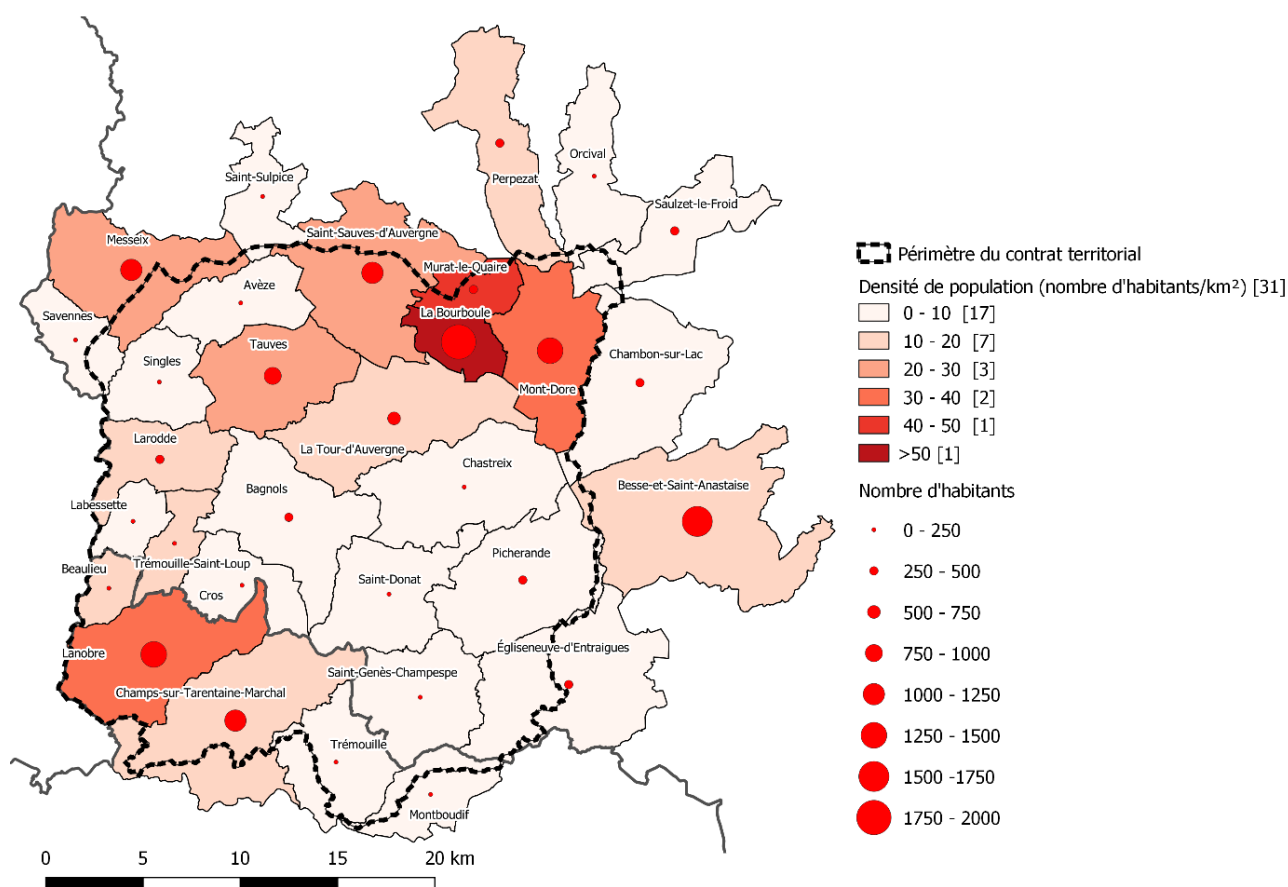 Perpezat
Orcival
Saint-Sulpice
Saulzet-le-Froid
Messeix
Saint-Sauves-d'Auvergne
Murat-le-Quaire
Avèze
Savennes
La Bourboule
Tauves
Singles
Chambon-sur-Lac
Mont-Dore
Larodde
La Tour-d'Auvergne
Chastreix
Bagnols
Besse-et-Saint-Anastaise
Labessette
Picherande
Trémouille-Saint-Loup
Beaulieu
Saint-Donat
Cros
Lanobre
Égliseneuve-d'Entraigues
Saint-Genès-Champespe
Champs-sur-Tarentaine-Marchal
Trémouille
Montboudif
0 5 10 15 20 km
Périmètre du contrat territorial
Densité de population (nombre d'habitants/km²) [31]
0 - 10 [17]
10 - 20 [7]
20 - 30 [3]
30 - 40 [2]
40 - 50 [1]
>50 [1]
Nombre d'habitants
0 - 250
250 - 500
500 - 750
750 - 1000
1000 - 1250
1250 - 1500
1500 -1750
1750 - 2000